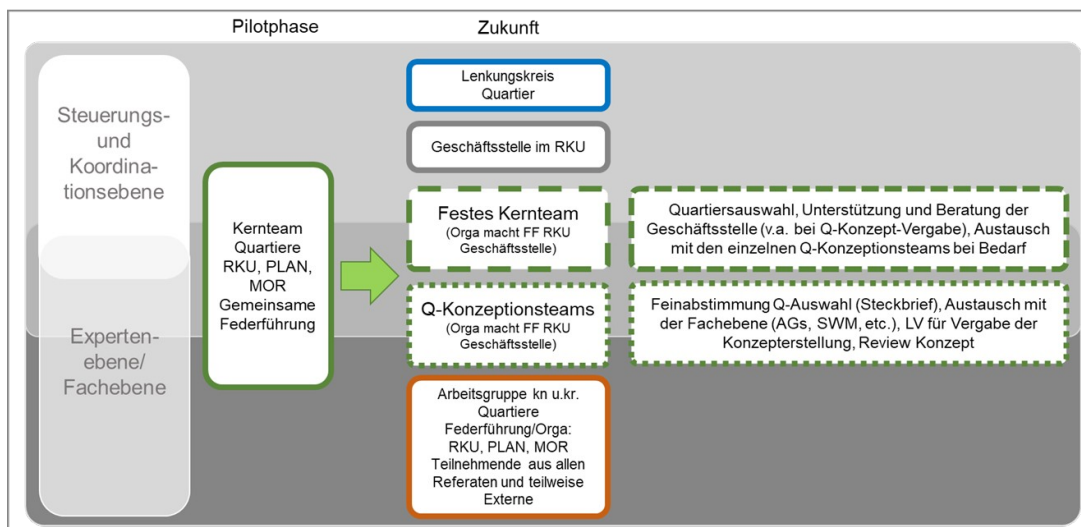 Pilotphase
Zukunft
Steuerungs-
und
Koordina-
tionsebene
Experten-
ebene/
Fachebene
Kernteam
Quartiere
RKU, PLAN,
MOR
Gemeinsame
Federführung
Lenkungskreis
Quartier
Geschäftsstelle im RKU
Festes Kernteam
(Orga macht FF RKU
Geschäftsstelle)
Quartiersauswahl, Unterstützung und Beratung der
Geschäftsstelle (v.a. bei Q-Konzept-Vergabe), Austausch
mit den einzelnen Q-Konzeptionsteams bei Bedarf
Q-Konzeptionsteams
(Orga macht FF RKU
Geschäftsstelle)
Feinabstimmung Q-Auswahl (Steckbrief), Austausch mit
der Fachebene (AGs, SWM, etc.), LV für Vergabe der
Konzepterstellung, Review Konzept
Arbeitsgruppe kn u.kr.
Quartiere
Federführung/Orga:
RKU, PLAN, MOR
Teilnehmende aus allen
Referaten und teilweise
Externe